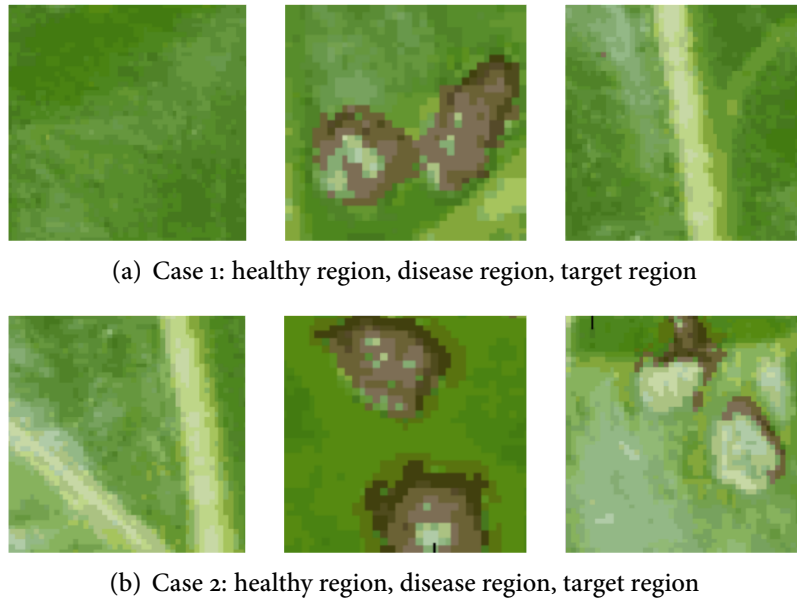 (a) Case 1: healthy region, disease region, target region
(b) Case 2: healthy region, disease region, target region